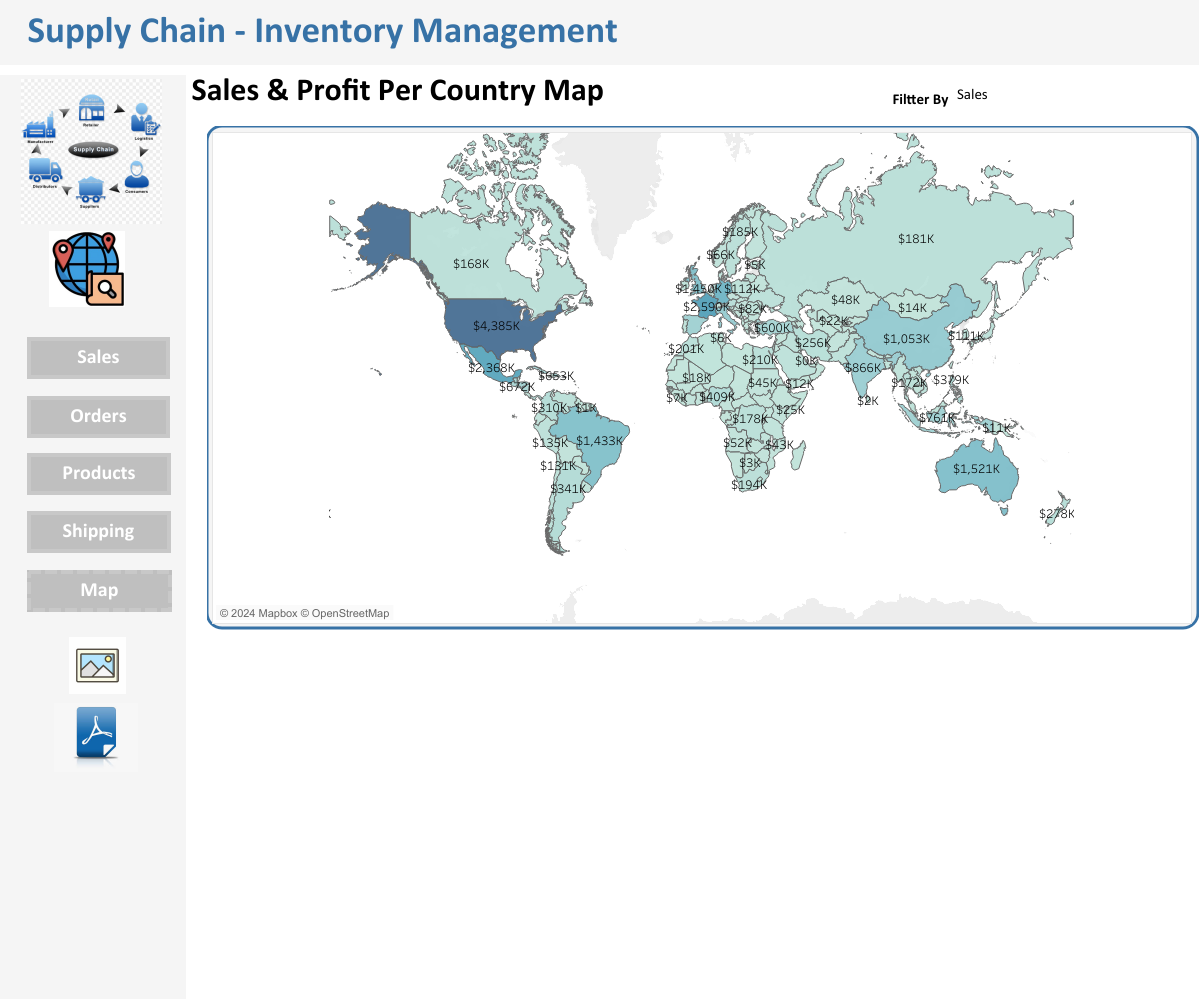 Supply Chain - Inventory Management
Sales & Profit Per Country Map
Filtter By Sales
Retailer
Manufacturer
Logistics
Supply Chain
Distributors
Consumers
Suppliers
Sales
Orders
Products
Shipping
Map
$185K
$181K
$66K
$168K
$5K
$1,450K
$112K
$48K
$2,590K
$82K
$14K
$22K
$4,385K
$600K
$6K
$111K
$1,053K
$256K
$201K
$210K
$0K
$2,368K
$866K
$653K
$18K
$379K
$672K
$45K
$12K
$172K
$7K
$409K
$2K
$310K
$1K
$25K
$178K
$761K
$11K
$135K
$1,433K
$52K
$43K
$131K
$3K
$1,521K
$341K
$194K
$278K
© 2024 Mapbox © OpenStreetMap